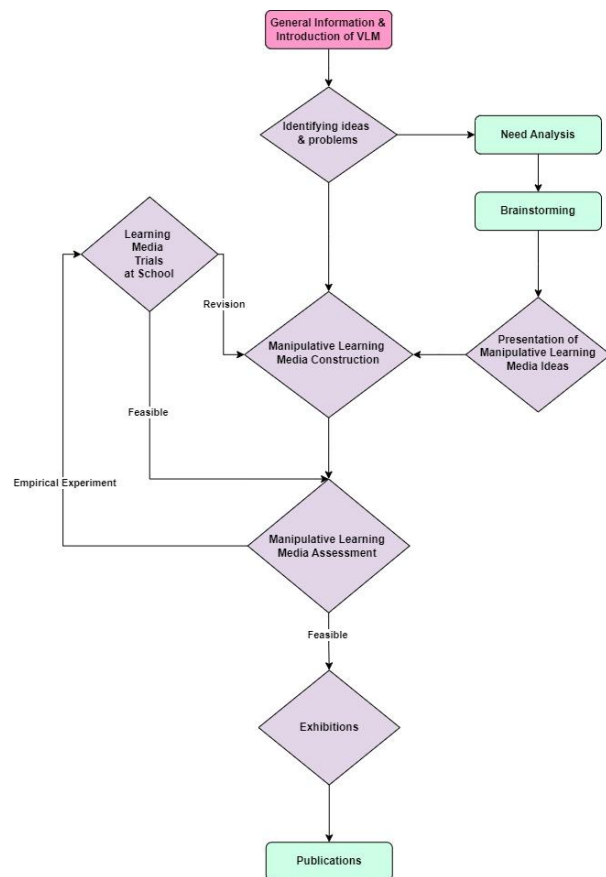 General Information &
Introduction of VLM
Identifying ideas
& problems
Need Analysis
Brainstorming
Learning
Media
Trials
at School
Revision
Manipulative Learning
Media Construction
Presentation of
Manipulative Learning
Media Ideas
Feasible
Empirical Experiment
Manipulative Learning
Media Assessment
Feasible
Exhibitions
Publications